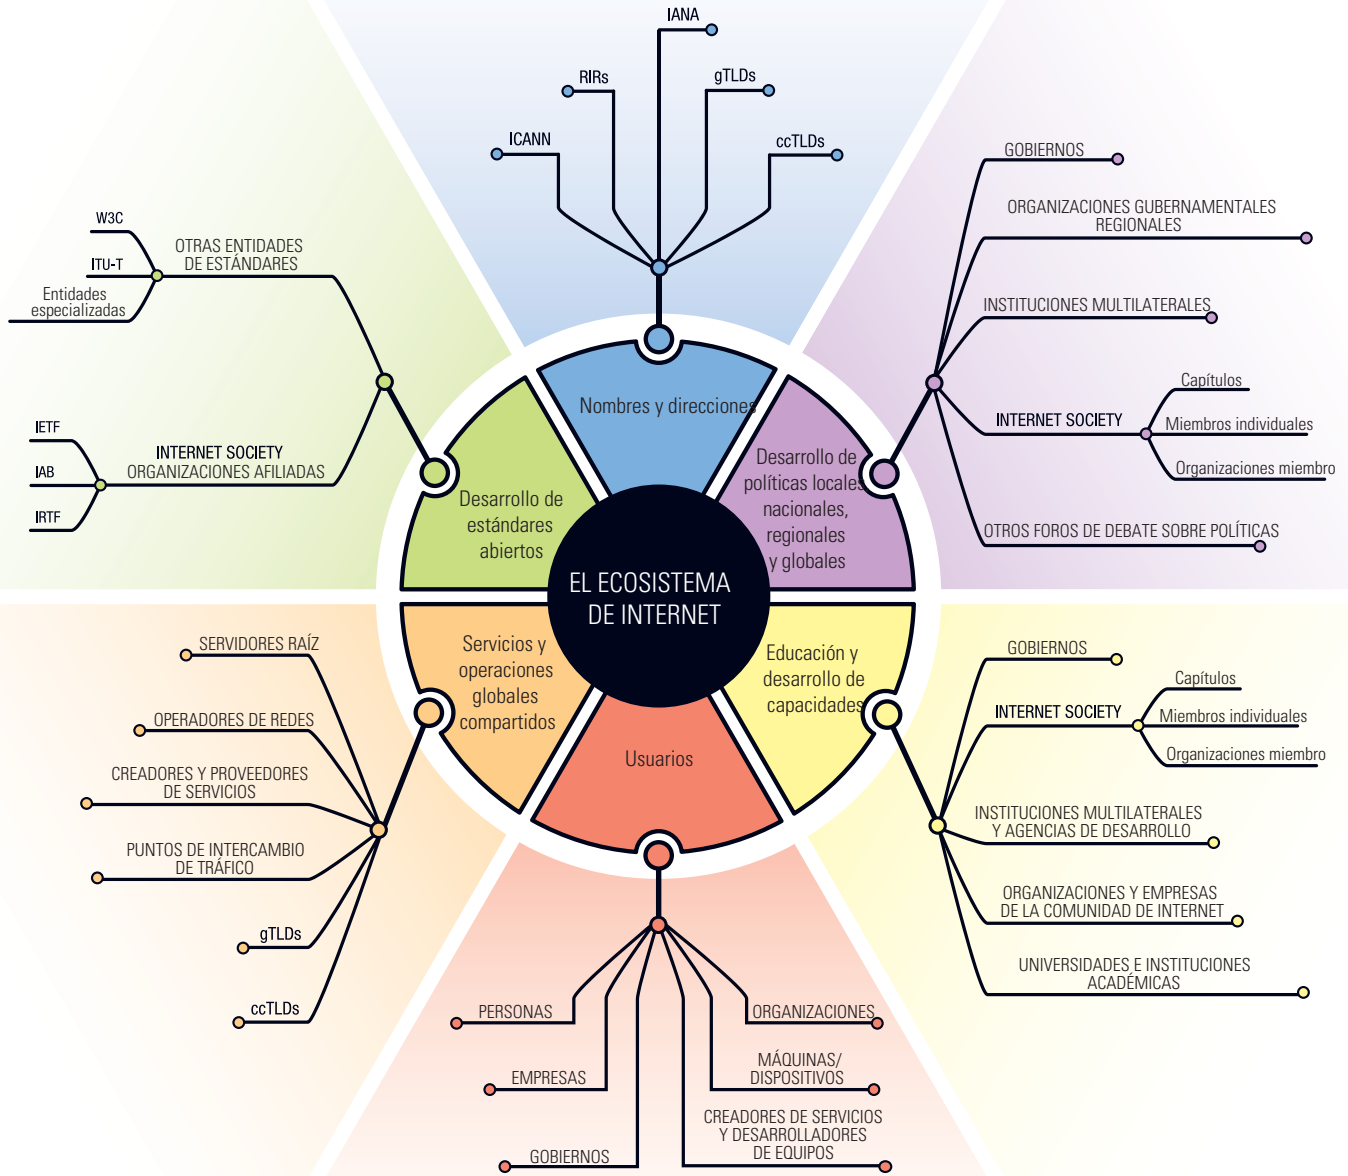 EL ECOSISTEMA
DE INTERNET
Nombres y direcciones
IANA
RIRs
gTLDs
ICANN
ccTLDs
Desarrollo de
políticas locales
nacionales,
regionales
y globales
GOBIERNOS
ORGANIZACIONES GUBERNAMENTALES
REGIONALES
INSTITUCIONES MULTILATERALES
INTERNET SOCIETY
Capítulos
Miembros individuales
Organizaciones miembro
OTROS FOROS DE DEBATE SOBRE POLÍTICAS
Educación y
desarrollo de
capacidades
GOBIERNOS
INTERNET SOCIETY
Capítulos
Miembros individuales
Organizaciones miembro
INSTITUCIONES MULTILATERALES
Y AGENCIAS DE DESARROLLO
ORGANIZACIONES Y EMPRESAS
DE LA COMUNIDAD DE INTERNET
UNIVERSIDADES E INSTITUCIONES
ACADÉMICAS
Usuarios
PERSONAS
EMPRESAS
GOBIERNOS
ORGANIZACIONES
MÁQUINAS/
DISPOSITIVOS
CREADORES DE SERVICIOS
Y DESARROLLADORES
DE EQUIPOS
Servicios y
operaciones
globales
compartidos
SERVIDORES RAÍZ
OPERADORES DE REDES
CREADORES Y PROVEEDORES
DE SERVICIOS
PUNTOS DE INTERCAMBIO
DE TRÁFICO
gTLDs
ccTLDs
Desarrollo de
estándares
abiertos
OTRAS ENTIDADES
DE ESTÁNDARES
W3C
ITU-T
Entidades
especializadas
INTERNET SOCIETY
ORGANIZACIONES AFILIADAS
IETF
IAB
IRTF